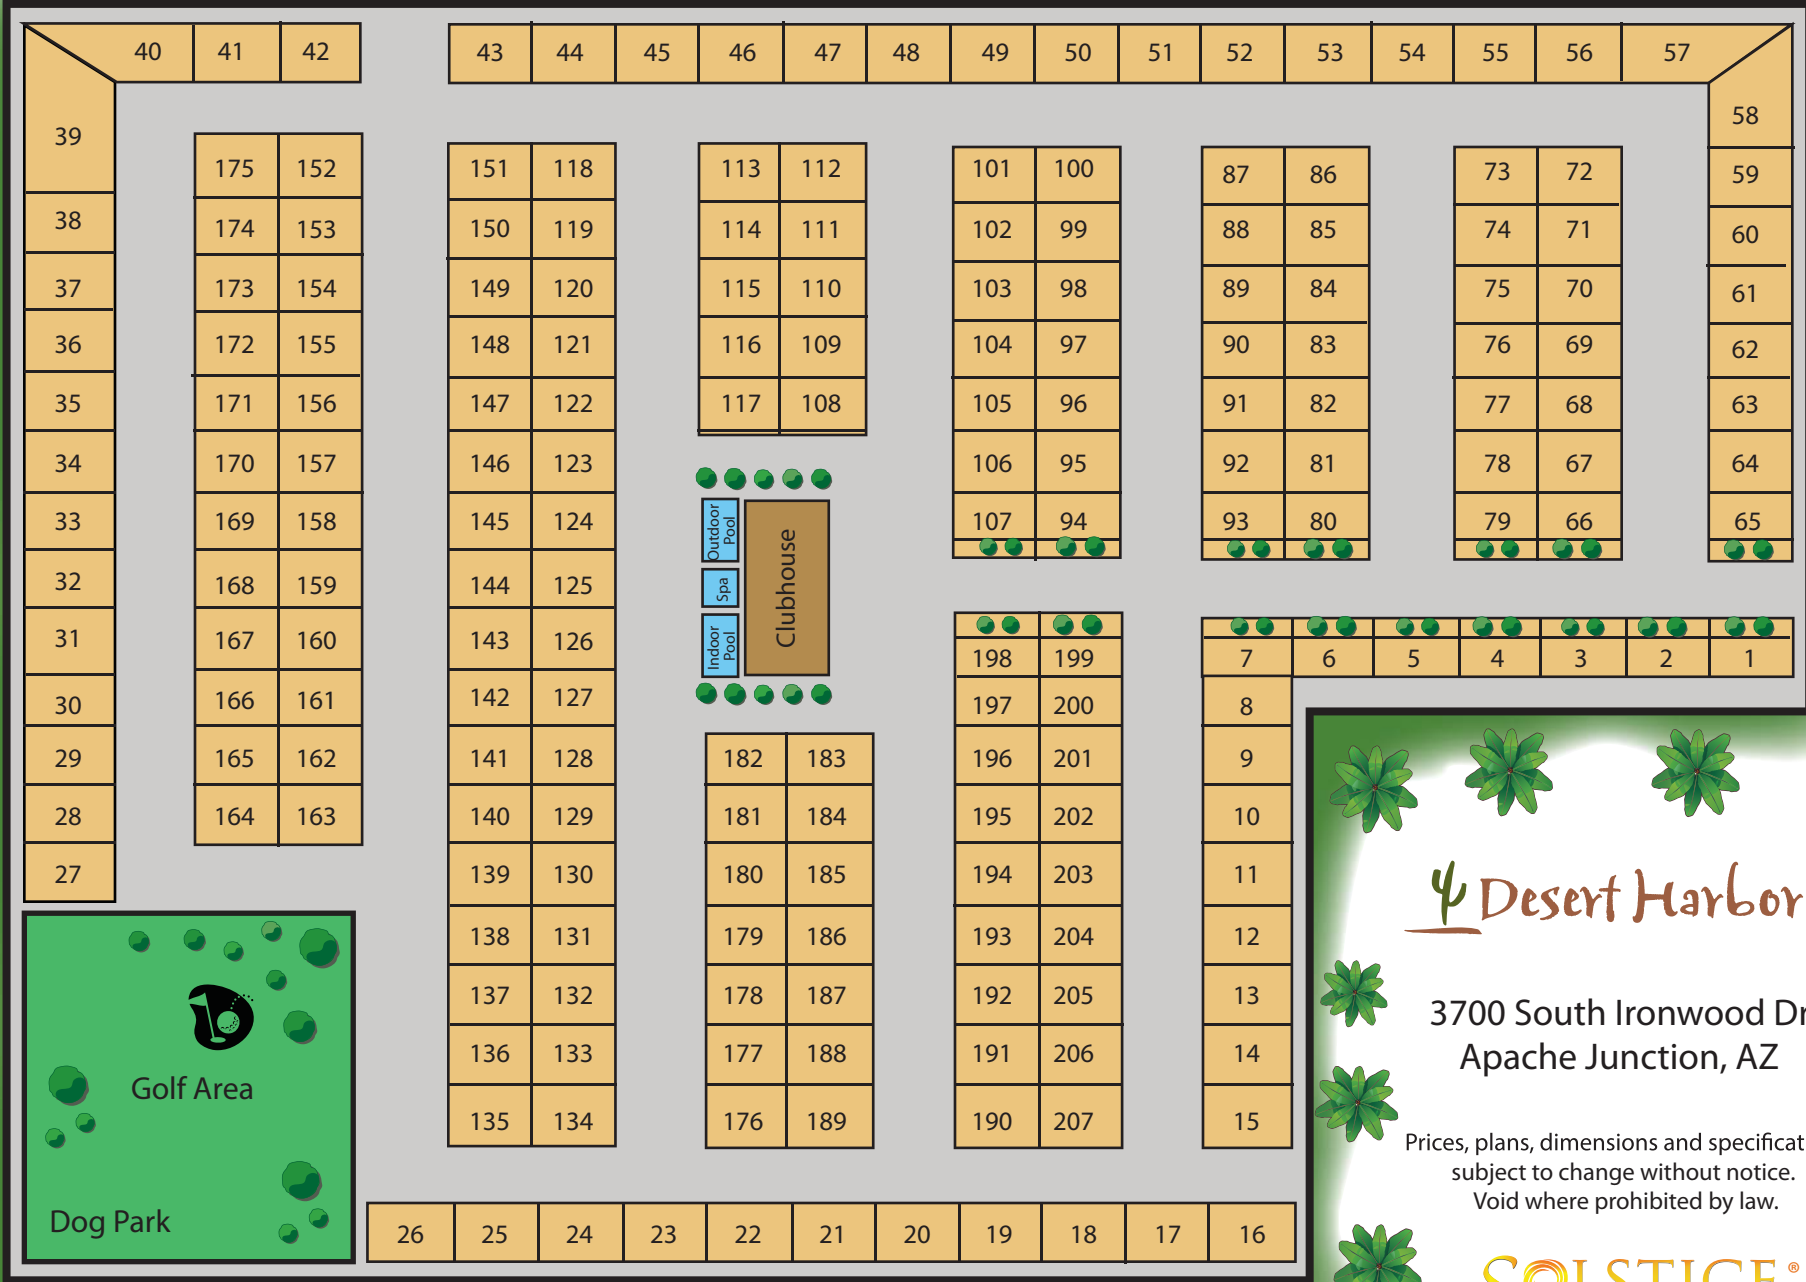 40 41 42 43 44 45 46 47 48 49 50 51 52 53 54 55 56 57
39 58
175 152 151 118 113 112 101 100 87 86 73 72 59
38 174 153 150 119 114 111 102 99 88 85 74 71 60
37 173 154 149 120 115 110 103 98 89 84 75 70 61
36 172 155 148 121 116 109 104 97 90 83 76 69 62
35 171 156 147 122 117 108 105 96 91 82 77 68 63
34 170 157 146 123 106 95 92 81 78 67 64
33 169 158 145 124 107 94 93 80 79 66 65
Outdoor
Pool
Spa
Indoor
Pool
Clubhouse
32 168 159 144 125
31 167 160 143 126 198 199 7 6 5 4 3 2 1
30 166 161 142 127 197 200 8
29 165 162 141 128 182 183 196 201 9
28 164 163 140 129 181 184 195 202 10
27 139 130 180 185 194 203 11
138 131 179 186 193 204 12
137 132 178 187 192 205 13
136 133 177 188 191 206 14
135 134 176 189 190 207 15
26 25 24 23 22 21 20 19 18 17 16
Golf Area
Dog Park
Desert Harbor
3700 South Ironwood Dr
Apache Junction, AZ
Prices, plans, dimensions and specificat
subject to change without notice.
Void where prohibited by law.
SOLSTICE®